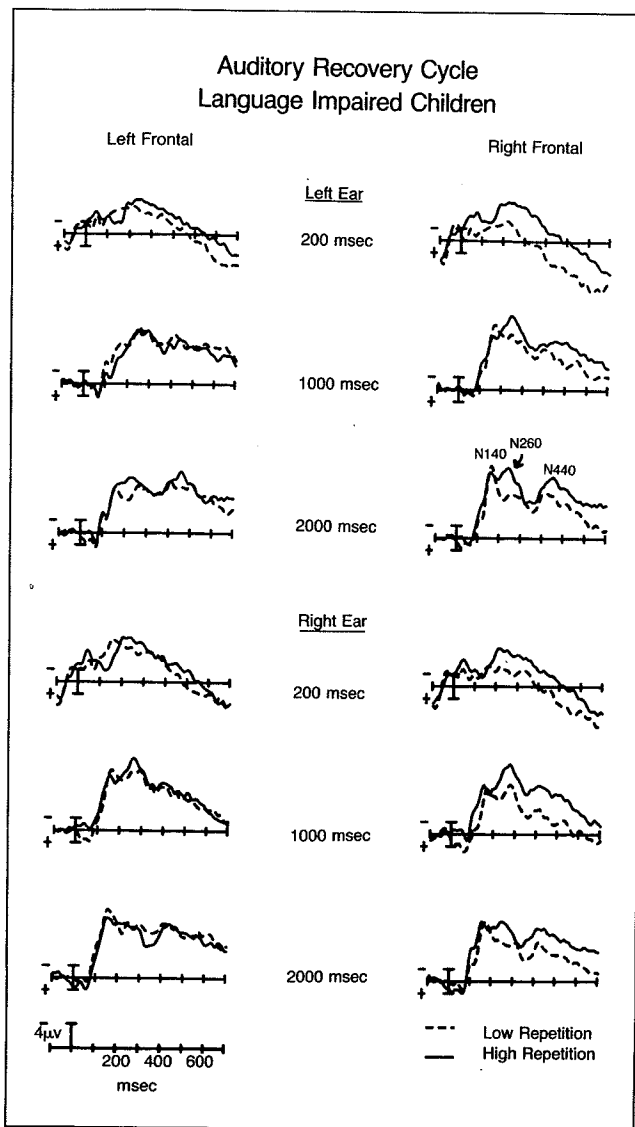 Auditory Recovery Cycle
Language Impaired Children
Left Frontal
Right Frontal
Left Ear
-
+
200 msec
-
+
-
+
1000 msec
-
+
N140
N260
N440
-
+
2000 msec
-
+
Right Ear
-
+
200 msec
-
+
-
+
1000 msec
-
+
-
+
2000 msec
-
+
4μv
200 400 600
msec
Low Repetition
High Repetition